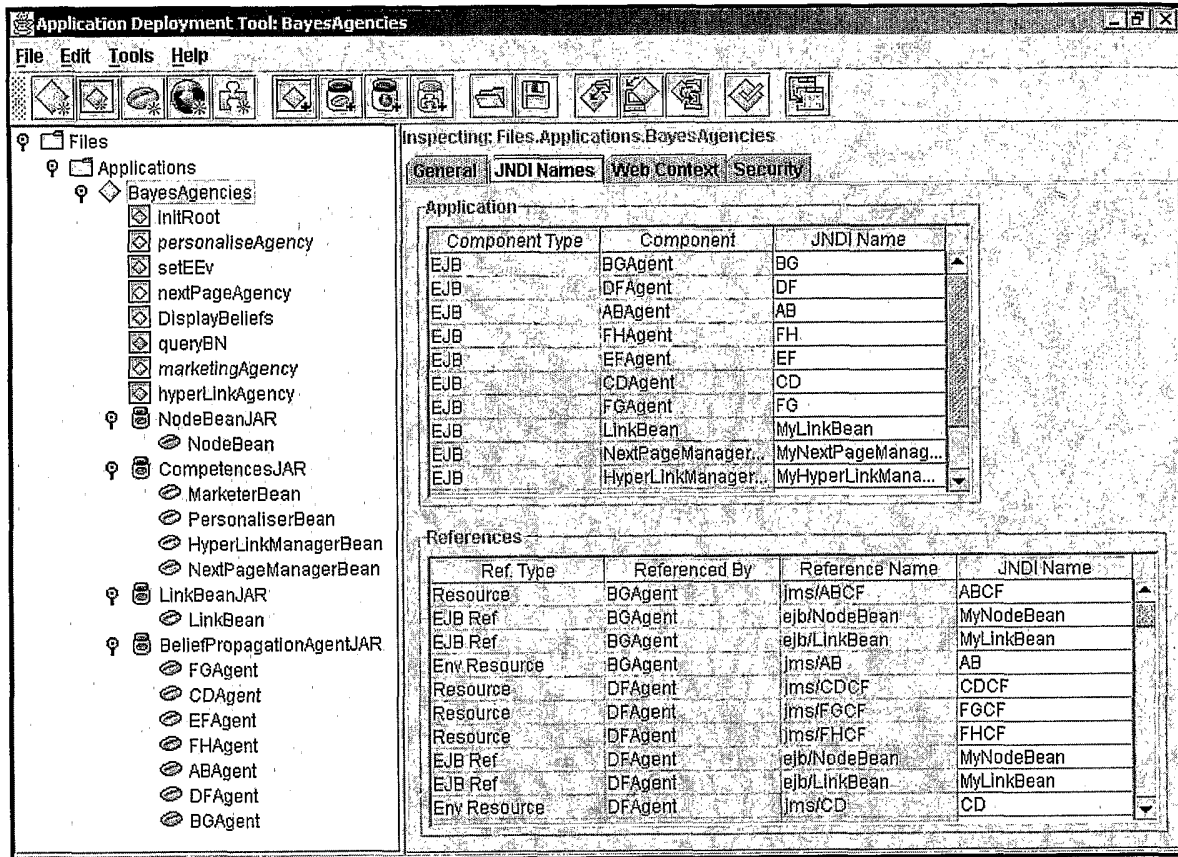 Application Deployment Tool: BayesAgencies
File Edit Tools Help
Files
Applications
BayesAgencies
InitRoot
personaliseAgency
setEEv
nextPageAgency
DisplayBeliefs
queryBN
marketingAgency
hyperLinkAgency
NodeBeanJAR
NodeBean
CompetencesJAR
MarketerBean
PersonaliserBean
HyperLinkManagerBean
NextPageManagerBean
LinkBeanJAR
LinkBean
BeliefPropagationAgentJAR
FGAgent
CDAgent
EFAgent
FHAgent
ABAgent
DFAgent
BGAgent
Inspecting: Files.Applications.BayesAgencies
General JNDI Names Web Context Security
Application
Component Type Component JNDI Name
EJB BGAgent BG
EJB DFAgent DF
EJB ABAgent AB
EJB FHAgent FH
EJB EFAgent EF
EJB CDAgent CD
EJB FGAgent FG
EJB LinkBean MyLinkBean
EJB NextPageManager... MyNextPageManag...
EJB HyperLinkManager... MyHyperLinkMana...
References
Ref. Type Referenced By Reference Name JNDI Name
Resource BGAgent jms/ABCF ABCF
EJB Ref BGAgent ejb/NodeBean MyNodeBean
EJB Ref BGAgent ejb/LinkBean MyLinkBean
Env Resource BGAgent jms/AB AB
Resource DFAgent jms/CDCF CDCF
Resource DFAgent jms/FGCF FGCF
Resource DFAgent jms/FHCF FHCF
EJB Ref DFAgent ejb/NodeBean MyNodeBean
EJB Ref DFAgent ejb/LinkBean MyLinkBean
Env Resource DFAgent jms/CD CD